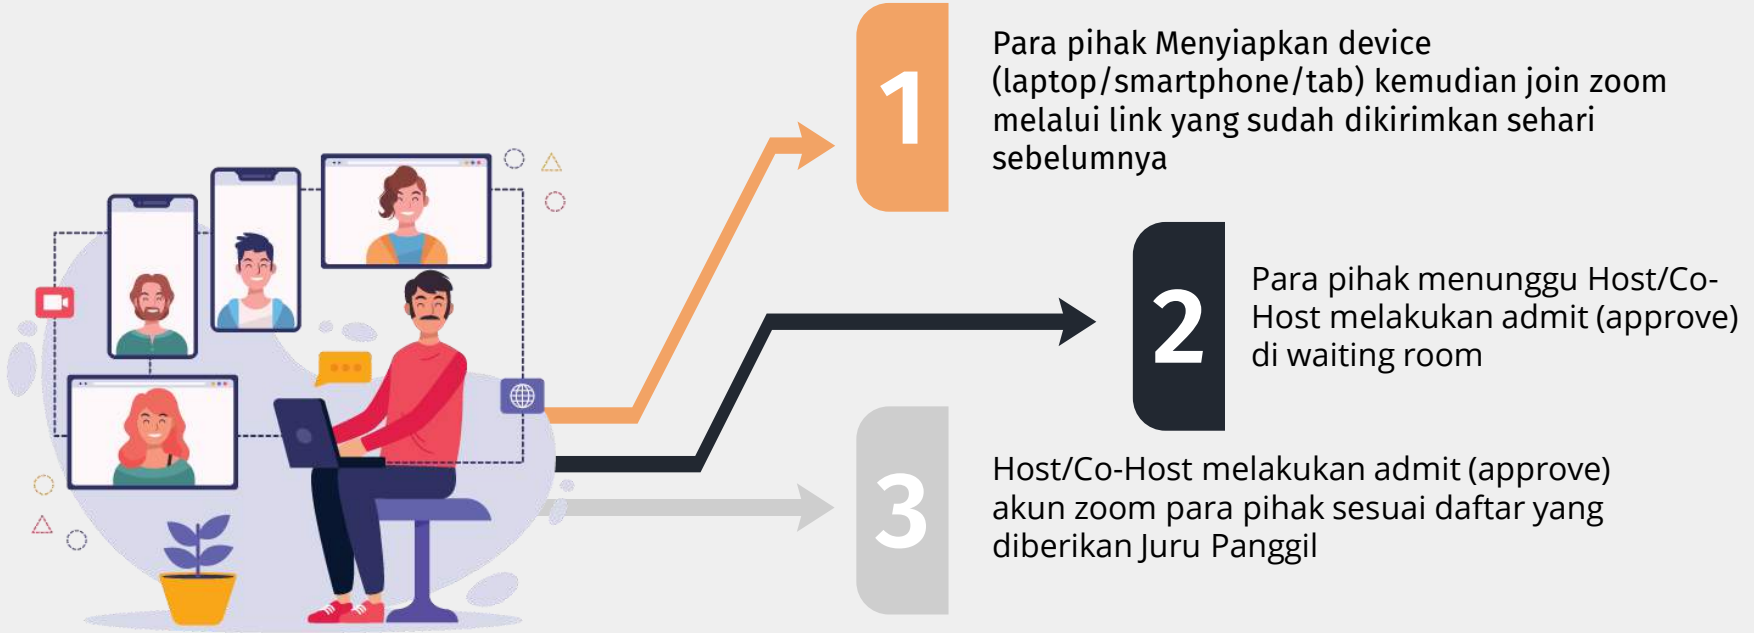 1
Para pihak Menyiapkan device
(laptop/smartphone/tab) kemudian join zoom
melalui link yang sudah dikirimkan sehari
sebelumnya
2
Para pihak menunggu Host/Co-
Host melakukan admit (approve)
di waiting room
3
Host/Co-Host melakukan admit (approve)
akun zoom para pihak sesuai daftar yang
diberikan Juru Panggil